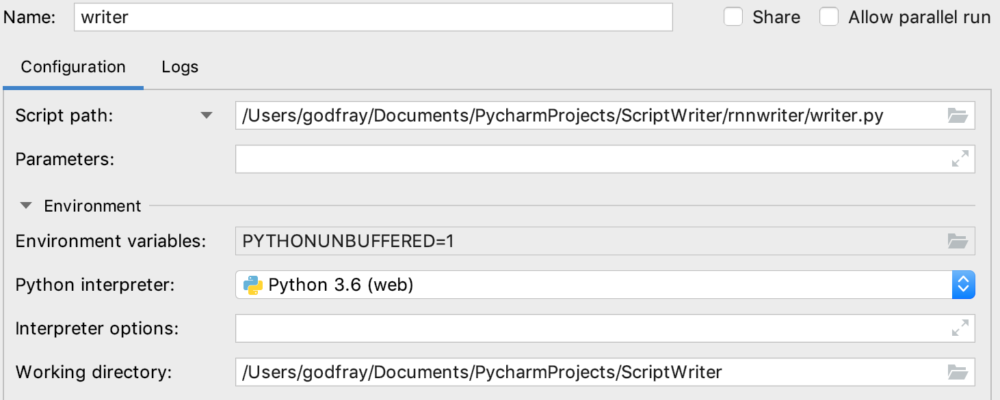 Name: writer Share Allow parallel run
Configuration Logs
Script path: /Users/godfray/Documents/PycharmProjects/ScriptWriter/rnnwriter/writer.py
Parameters:
Environment
Environment variables: PYTHONUNBUFFERED=1
Python interpreter: Python 3.6 (web)
Interpreter options:
Working directory: /Users/godfray/Documents/PycharmProjects/ScriptWriter